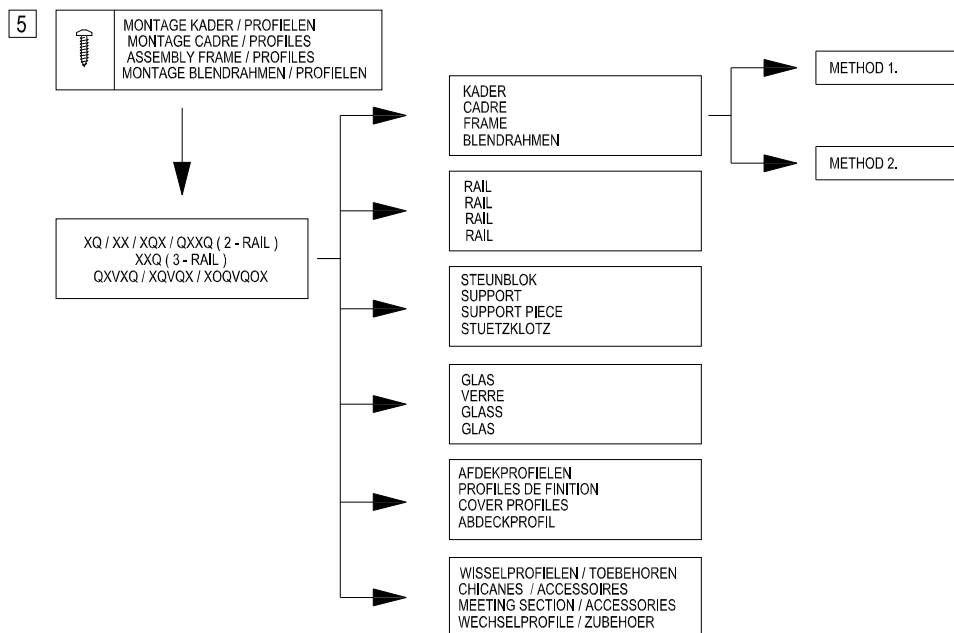 5
MONTAGE KADER / PROFIELEN
MONTAGE CADRE / PROFILES
ASSEMBLY FRAME / PROFILES
MONTAGE BLENDRAHMEN / PROFIELEN
XQ / XX / XQX / QXXQ ( 2 - RAIL )
XXQ ( 3 - RAIL )
QXVXQ / XQVQX / XOQVQOX
KADER
CADRE
FRAME
BLENDRAHMEN
METHOD 1.
METHOD 2.
RAIL
RAIL
RAIL
RAIL
STEUNBLOK
SUPPORT
SUPPORT PIECE
STUETZKLOTZ
GLAS
VERRE
GLASS
GLAS
AFDEKPROFIELEN
PROFILES DE FINITION
COVER PROFILES
ABDECKPROFIL
WISSELPROFIELEN / TOEBEHOREN
CHICANES / ACCESSOIRES
MEETING SECTION / ACCESSORIES
WECHSELPROFILE / ZUBEHOER